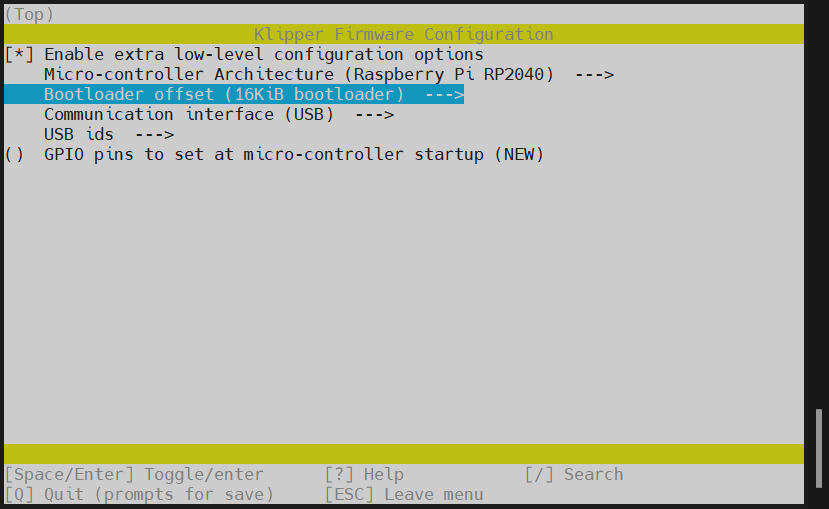 (Top)
Klipper Firmware Configuration
[*] Enable extra low-level configuration options
Micro-controller Architecture (Raspberry Pi RP2040)  --->
Bootloader offset (16KiB bootloader)  --->
Communication interface (USB)  --->
USB ids  --->
()  GPIO pins to set at micro-controller startup (NEW)
[Space/Enter] Toggle/enter      [?] Help            [/] Search
[Q] Quit (prompts for save)     [ESC] Leave menu